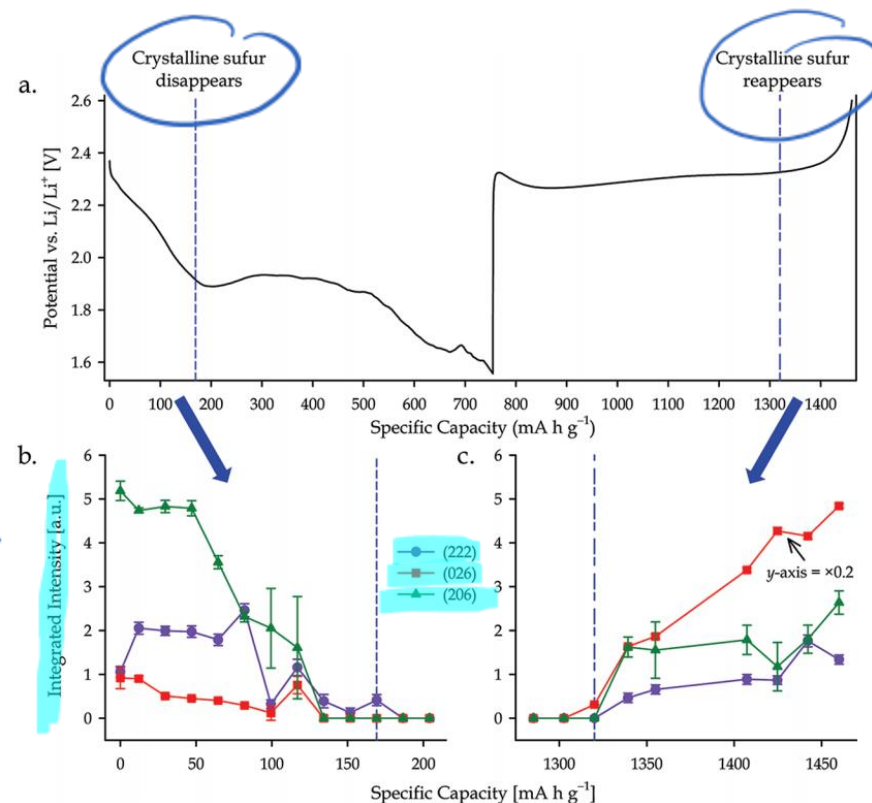 Crystalline sufur
disappears
Crystalline sufur
reappears
a.
2.6
2.4
2.2
2.0
1.8
1.6
Potential vs. Li/Li⁺ [V]
0 100 200 300 400 500 600 700 800 900 1000 1100 1200 1300 1400
Specific Capacity (mA h g⁻¹)
b.
6
5
4
3
2
1
0
Integrated Intensity [a.u.]
0 50 100 150 200
(222)
(026)
(206)
c.
6
5
4
3
2
1
0
y-axis = ×0.2
1300 1350 1400 1450
Specific Capacity [mA h g⁻¹]